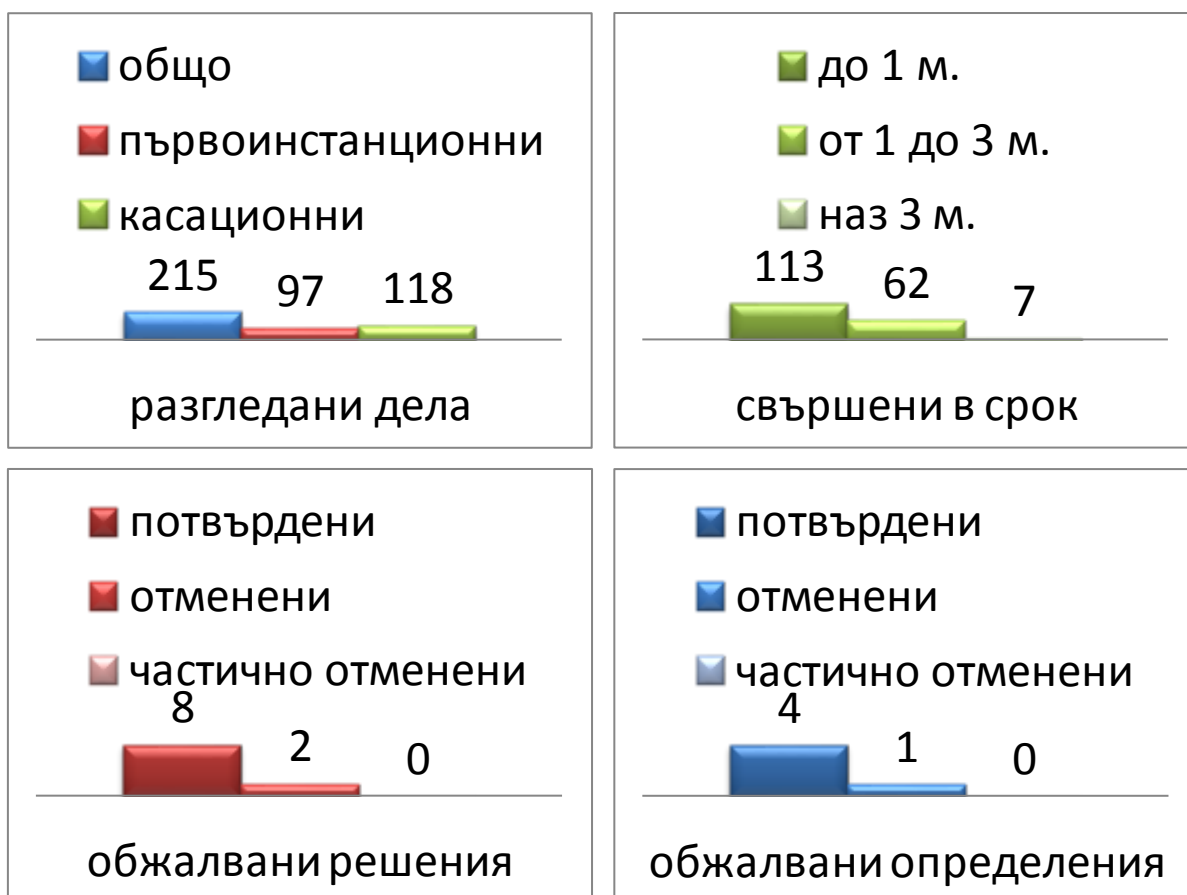 общо
първоинстанционни
касационни
215 97 118
разгледани дела
до 1 м.
от 1 до 3 м.
наз 3 м.
113 62 7
свършени в срок
потвърдени
отменени
частично отменени
8 2 0
обжалвани решения
потвърдени
отменени
частично отменени
4 1 0
обжалвани определения